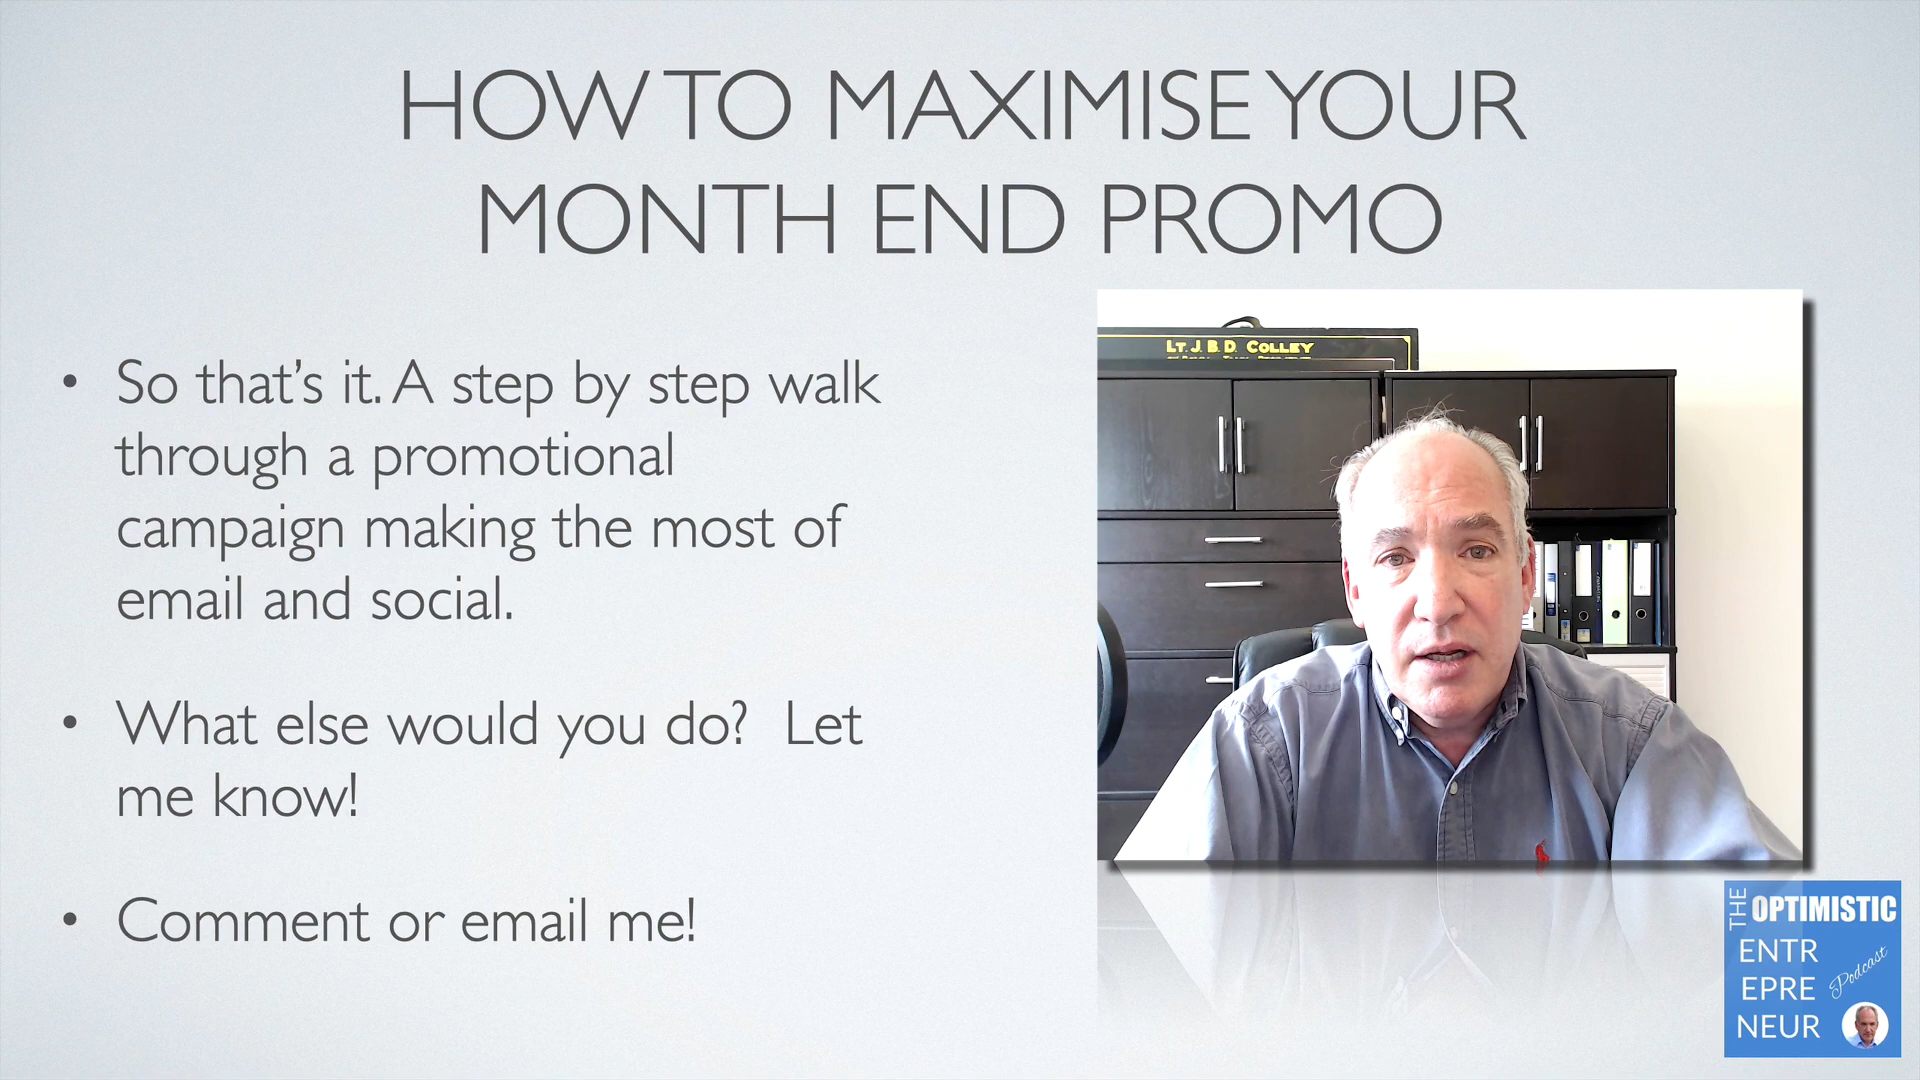 HOW TO MAXIMISE YOUR
MONTH END PROMO
• So that's it. A step by step walk
through a promotional
campaign making the most of
email and social.
• What else would you do?  Let
me know!
• Comment or email me!
LT. J. B. D. COLLEY
THE
OPTIMISTIC
ENTR
EPRE
NEUR
Podcast